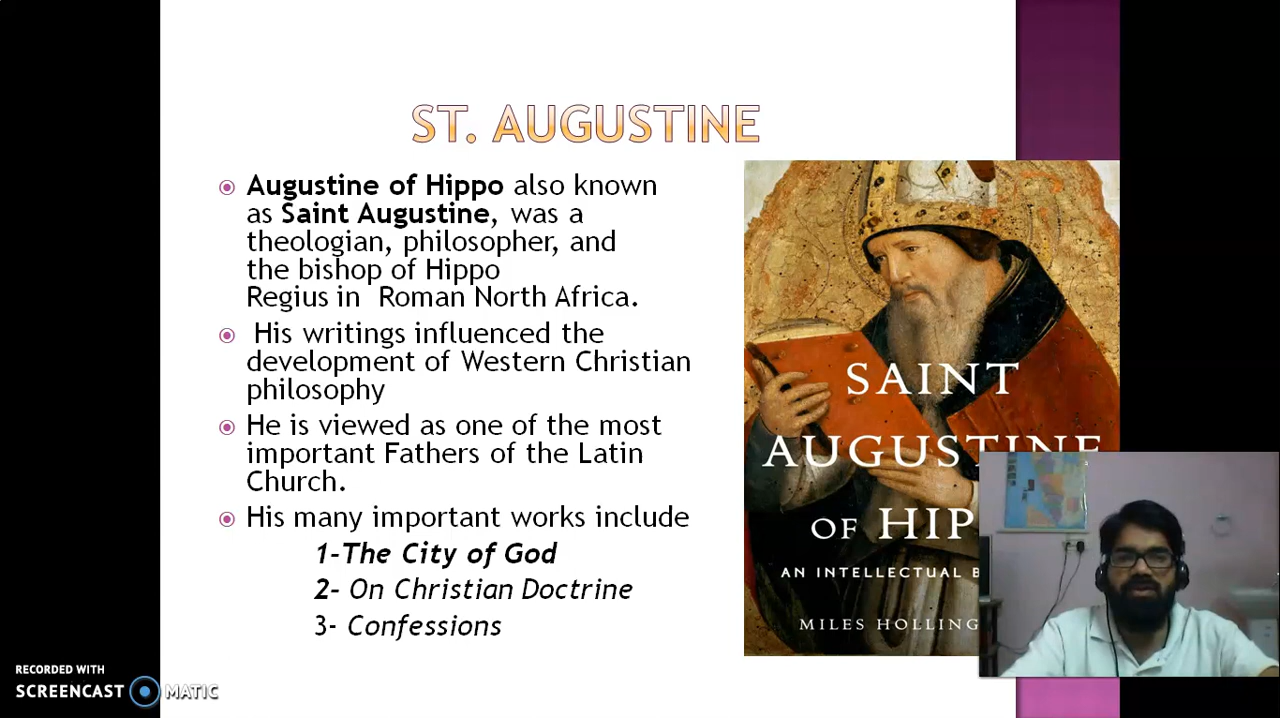 ST. AUGUSTINE
Augustine of Hippo also known
as Saint Augustine, was a
theologian, philosopher, and
the bishop of Hippo
Regius in Roman North Africa.
His writings influenced the
development of Western Christian
philosophy
He is viewed as one of the most
important Fathers of the Latin
Church.
His many important works include
1-The City of God
2- On Christian Doctrine
3- Confessions
SAINT
AUGUSTINE
OF HIP
AN INTELLECTUAL B
MILES HOLLING
RECORDED WITH
SCREENCAST MATIC